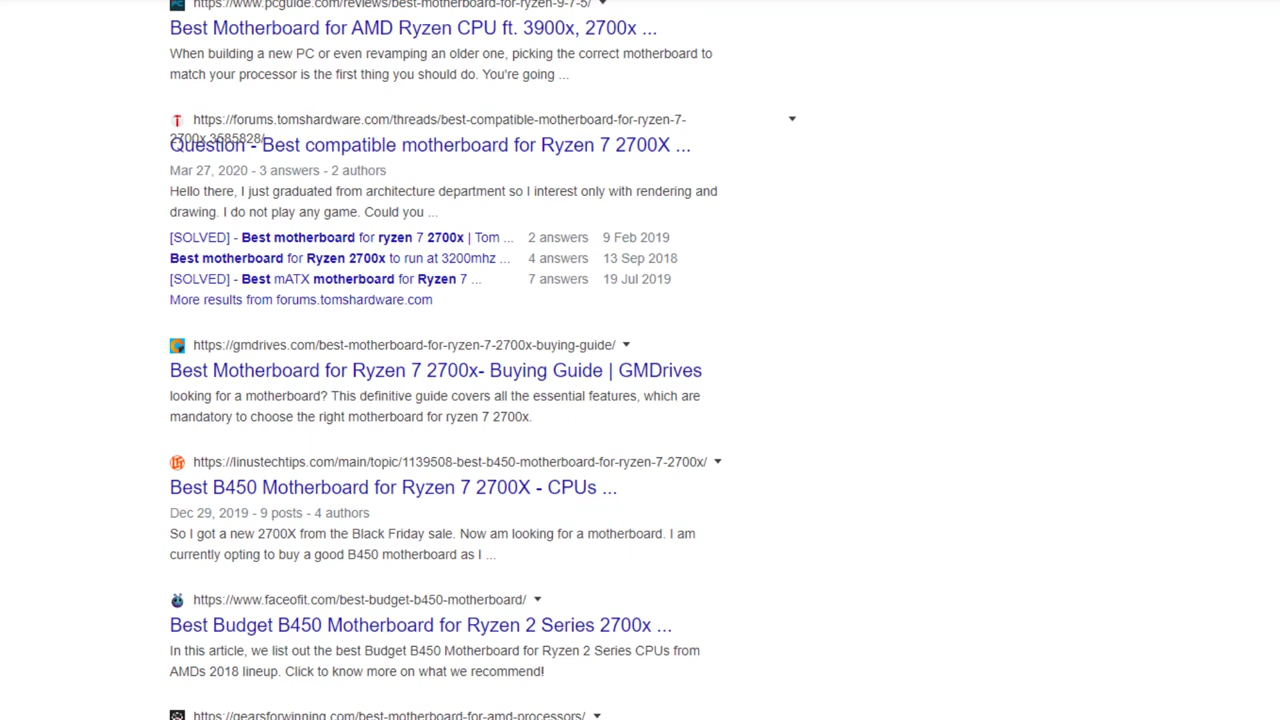 https://www.pcguide.com/reviews/best-motherboard-for-ryzen-9-7-5/
Best Motherboard for AMD Ryzen CPU ft. 3900x, 2700x ...
When building a new PC or even revamping an older one, picking the correct motherboard to
match your processor is the first thing you should do. You're going ...
https://forums.tomshardware.com/threads/best-compatible-motherboard-for-ryzen-7-
2700x.3585828/
Question - Best compatible motherboard for Ryzen 7 2700X ...
Mar 27, 2020 - 3 answers - 2 authors
Hello there, I just graduated from architecture department so I interest only with rendering and
drawing. I do not play any game. Could you ...
[SOLVED] - Best motherboard for ryzen 7 2700x | Tom ... 2 answers 9 Feb 2019
Best motherboard for Ryzen 2700x to run at 3200mhz ... 4 answers 13 Sep 2018
[SOLVED] - Best mATX motherboard for Ryzen 7 ... 7 answers 19 Jul 2019
More results from forums.tomshardware.com
https://gmdrives.com/best-motherboard-for-ryzen-7-2700x-buying-guide/
Best Motherboard for Ryzen 7 2700x- Buying Guide | GMDrives
looking for a motherboard? This definitive guide covers all the essential features, which are
mandatory to choose the right motherboard for ryzen 7 2700x.
https://linustechtips.com/main/topic/1139508-best-b450-motherboard-for-ryzen-7-2700x/
Best B450 Motherboard for Ryzen 7 2700X - CPUs ...
Dec 29, 2019 - 9 posts - 4 authors
So I got a new 2700X from the Black Friday sale. Now am looking for a motherboard. I am
currently opting to buy a good B450 motherboard as I ...
https://www.faceofit.com/best-budget-b450-motherboard/
Best Budget B450 Motherboard for Ryzen 2 Series 2700x ...
In this article, we list out the best Budget B450 Motherboard for Ryzen 2 Series CPUs from
AMDs 2018 lineup. Click to know more on what we recommend!
https://gearsforwinning.com/best-motherboard-for-amd-processors/